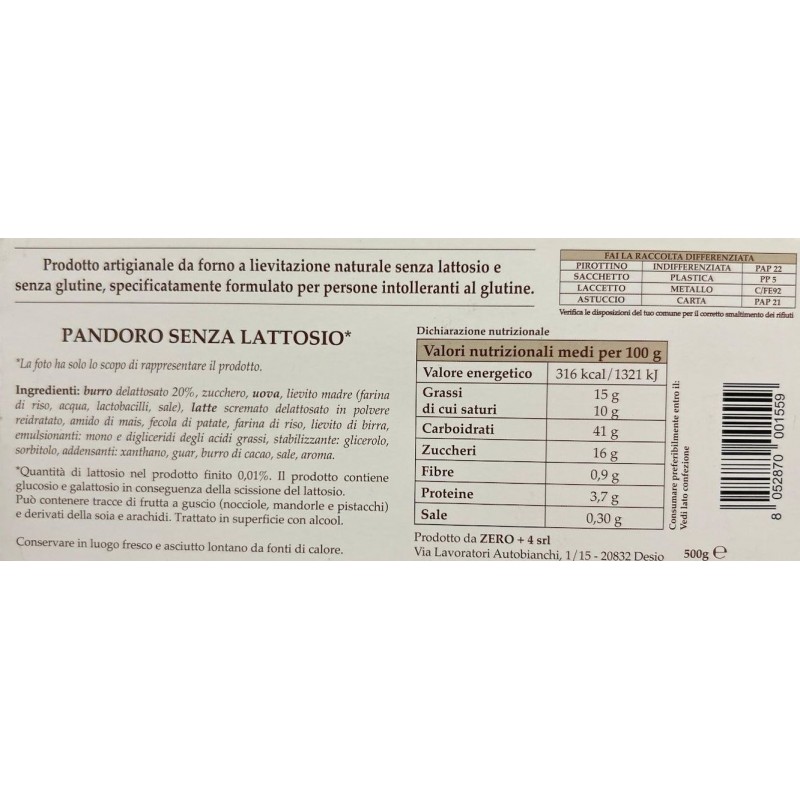 Prodotto artigianale da forno a lievitazione naturale senza lattosio e
senza glutine, specificatamente formulato per persone intolleranti al glutine.
FAI LA RACCOLTA DIFFERENZIATA
PIROTTINO INDIFFERENZIATA PAP 22
SACCHETTO PLASTICA PP 5
LACCETTO METALLO C/FE92
ASTUCCIO CARTA PAP 21
Verifica le disposizioni del tuo comune per il corretto smaltimento dei rifiuti
PANDORO SENZA LATTOSIO*
*La foto ha solo lo scopo di rappresentare il prodotto.
Ingredienti: burro delattosato 20%, zucchero, uova, lievito madre (farina
di riso, acqua, lactobacilli, sale), latte scremato delattosato in polvere
reidratato, amido di mais, fecola di patate, farina di riso, lievito di birra,
emulsionanti: mono e digliceridi degli acidi grassi, stabilizzante: glicerolo,
sorbitolo, addensanti: xanthano, guar, burro di cacao, sale, aroma.
*Quantità di lattosio nel prodotto finito 0,01%. Il prodotto contiene
glucosio e galattosio in conseguenza della scissione del lattosio.
Può contenere tracce di frutta a guscio (nocciole, mandorle e pistacchi)
e derivati della soia e arachidi. Trattato in superficie con alcool.
Conservare in luogo fresco e asciutto lontano da fonti di calore.
Dichiarazione nutrizionale
Valori nutrizionali medi per 100 g
Valore energetico 316 kcal/1321 kJ
Grassi 15 g
di cui saturi 10 g
Carboidrati 41 g
Zuccheri 16 g
Fibre 0,9 g
Proteine 3,7 g
Sale 0,30 g
Prodotto da ZERO + 4 srl
Via Lavoratori Autobianchi, 1/15 - 20832 Desio
Consumare preferibilmente entro il:
Vedi lato confezione
8 052870 001559
500g e